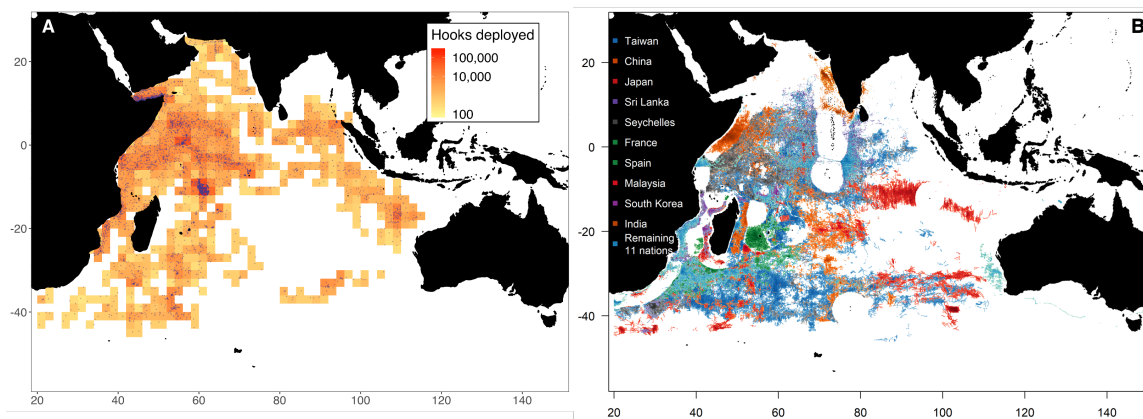 A
Hooks deployed
100,000
10,000
100
20
0
-20
-40
20
40
60
80
100
120
140
B
Taiwan
China
Japan
Sri Lanka
Seychelles
France
Spain
Malaysia
South Korea
India
Remaining
11 nations
20
0
-20
-40
20
40
60
80
100
120
140